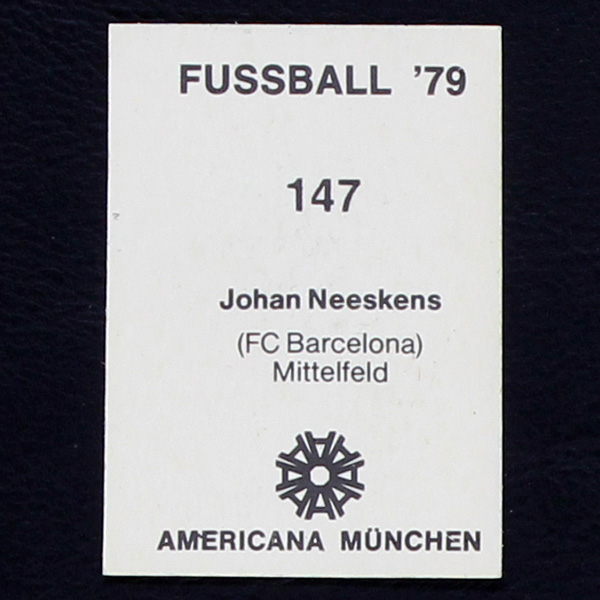 FUSSBALL '79
147
Johan Neeskens
(FC Barcelona)
Mittelfeld
AMERICANA MÜNCHEN